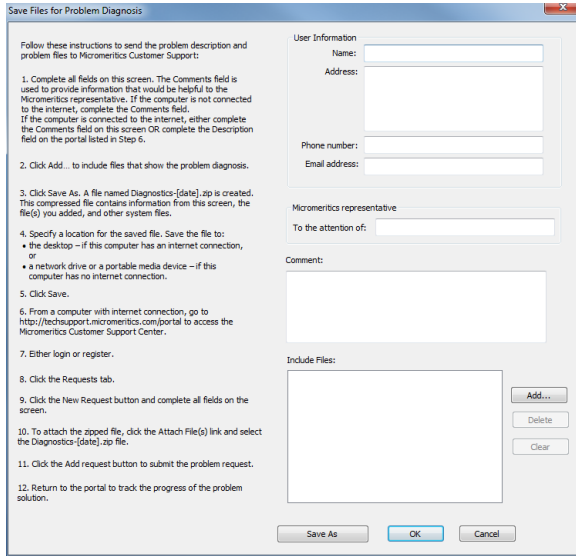 Save Files for Problem Diagnosis
Follow these instructions to send the problem description and
problem files to Micromeritics Customer Support:
1. Complete all fields on this screen. The Comments field is
used to provide information that would be helpful to the
Micromeritics representative. If the computer is not connected
to the internet, complete the Comments field.
If the computer is connected to the internet, either complete
the Comments field on this screen OR complete the Description
field on the portal listed in Step 6.
2. Click Add... to include files that show the problem diagnosis.
3. Click Save As. A file named Diagnostics-[date].zip is created.
This compressed file contains information from this screen, the
file(s) you added, and other system files.
4. Specify a location for the saved file. Save the file to:
• the desktop – if this computer has an internet connection,
or
• a network drive or a portable media device – if this
computer has no internet connection.
5. Click Save.
6. From a computer with internet connection, go to
http://techsupport.micromeritics.com/portal to access the
Micromeritics Customer Support Center.
7. Either login or register.
8. Click the Requests tab.
9. Click the New Request button and complete all fields on the
screen.
10. To attach the zipped file, click the Attach File(s) link and select
the Diagnostics-[date].zip file.
11. Click the Add request button to submit the problem request.
12. Return to the portal to track the progress of the problem
solution.
User Information
Name:
Address:
Phone number:
Email address:
Micromeritics representative
To the attention of:
Comment:
Include Files:
Add...
Delete
Clear
Save As
OK
Cancel